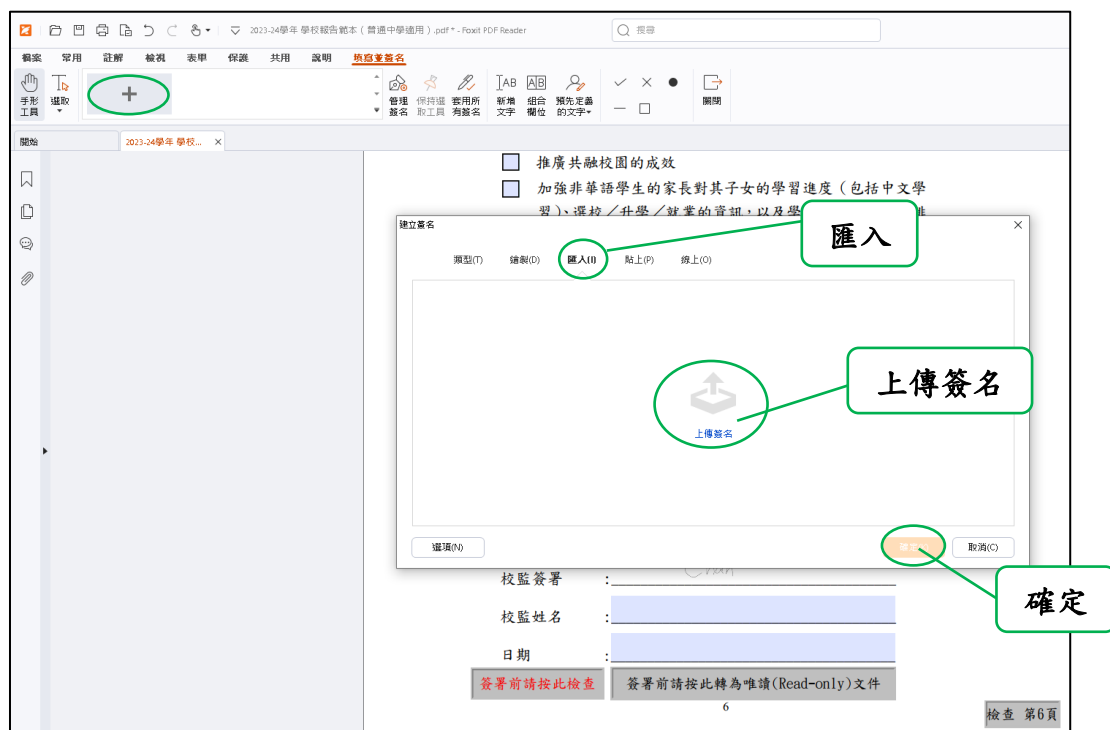 2023-24學年 學校報告範本 ( 普通中學適用 ) .pdf * - Foxit PDF Reader
搜尋
檔案 常用 註解 檢視 表單 保護 共用 說明 填寫並簽名
手形工具
選取
管理簽名
保持選取工具
套用所有簽名
新增文字
組合欄位
預先定義的文字
關閉
開始
2023-24學年 學校...
推廣共融校園的成效
加強非華語學生的家長對其子女的學習進度（包括中文學
習）、選校／升學／就業的資訊，以及學
建立簽名
匯入
類型(T) 繪製(D) 匯入(I) 貼上(P) 線上(O)
上傳簽名
上傳簽名
選項(N)
取消(C)
確定
校監簽署 :
校監姓名 :
日期 :
簽署前請按此檢查
簽署前請按此轉為唯讀(Read-only)文件
6
檢查 第6頁